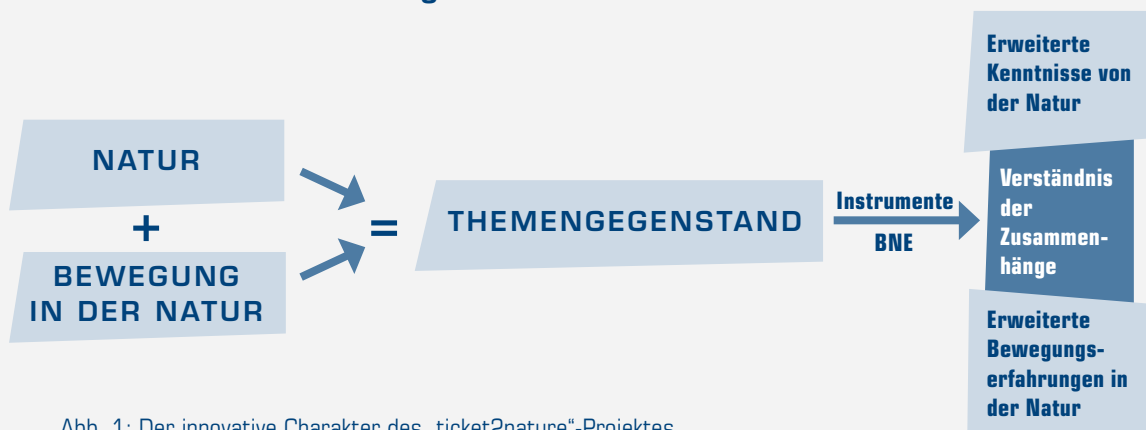 NATUR
+
BEWEGUNG
IN DER NATUR
=
THEMENGEGENSTAND
Instrumente
BNE
Erweiterte
Kenntnisse von
der Natur
Verständnis
der
Zusammen-
hänge
Erweiterte
Bewegungs-
erfahrungen in
der Natur
Abb. 1: Der innovative Charakter des „ticket2nature“-Projektes